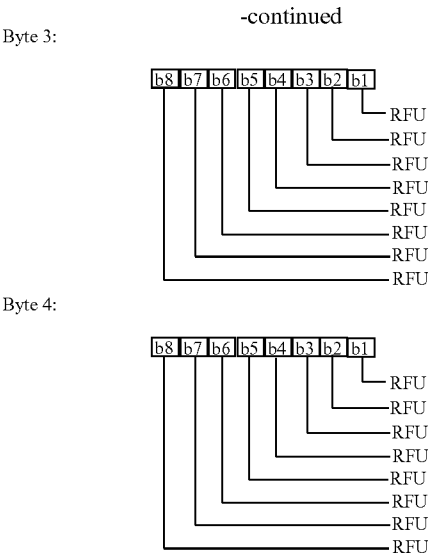 -continued
Byte 3:
b8 b7 b6 b5 b4 b3 b2 b1
RFU
RFU
RFU
RFU
RFU
RFU
RFU
RFU
Byte 4:
b8 b7 b6 b5 b4 b3 b2 b1
RFU
RFU
RFU
RFU
RFU
RFU
RFU
RFU